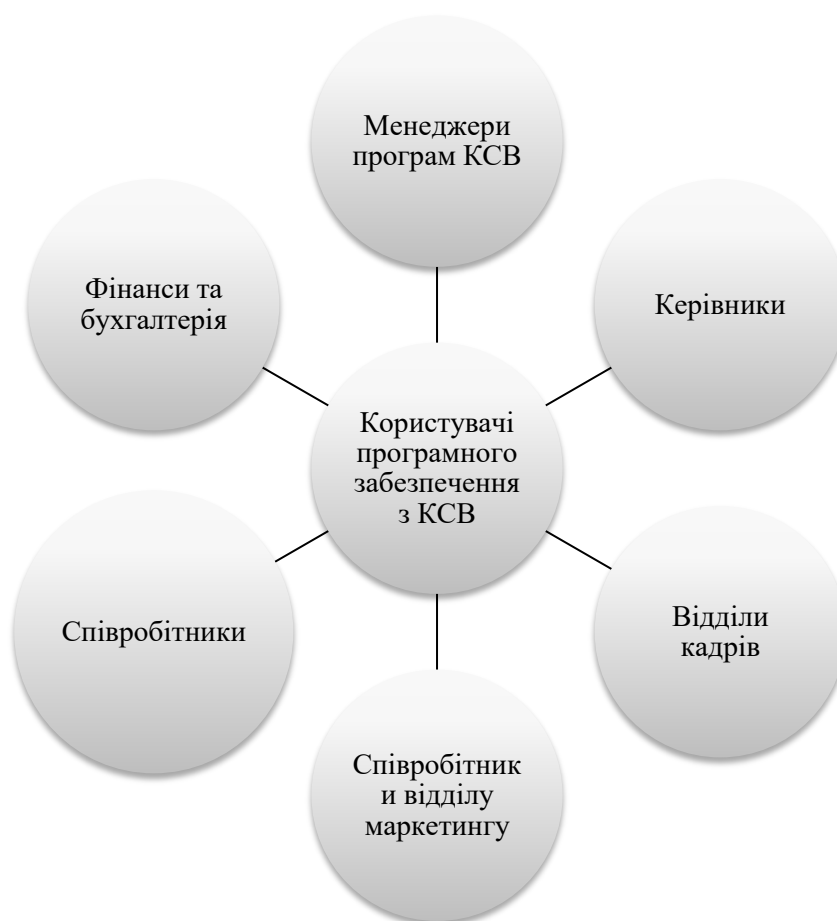 Менеджери
програм КСВ
Фінанси та
бухгалтерія
Керівники
Користувачі
програмного
забезпечення
з КСВ
Співробітники
Відділи
кадрів
Співробітник
и відділу
маркетингу